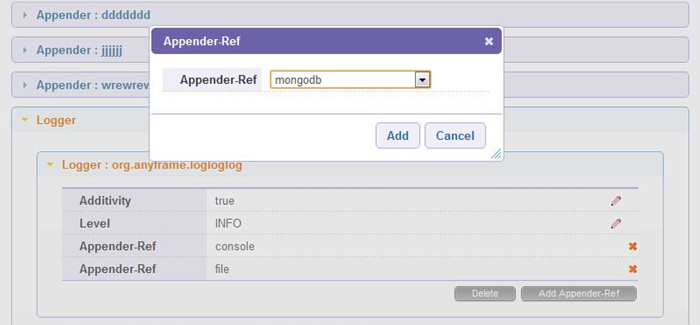 Appender : ddddddd
Appender-Ref
Appender : jjjjjj
Appender-Ref mongodb
Appender : wrewrew
Add Cancel
Logger
Logger : org.anyframe.logloglog
Additivity true
Level INFO
Appender-Ref console
Appender-Ref file
Delete Add Appender-Ref